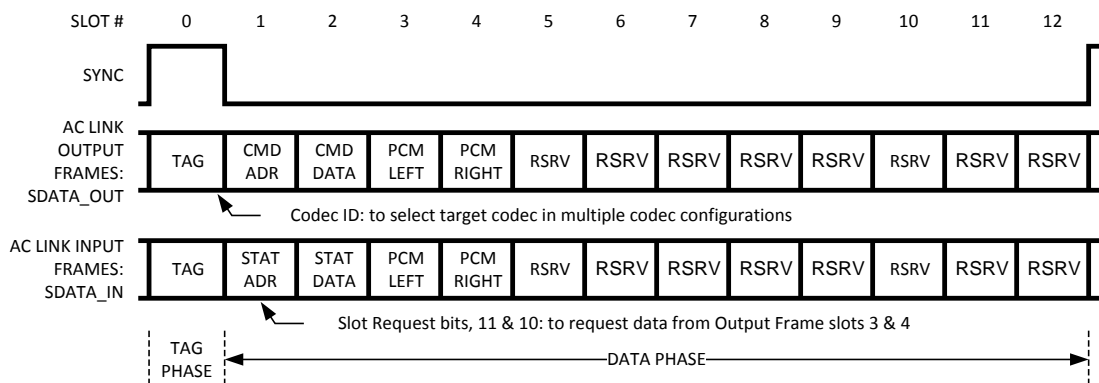 SLOT # 0 1 2 3 4 5 6 7 8 9 10 11 12
SYNC
AC LINK
OUTPUT
FRAMES:
SDATA_OUT
TAG CMD ADR CMD DATA PCM LEFT PCM RIGHT RSRV RSRV RSRV RSRV RSRV RSRV RSRV RSRV
Codec ID: to select target codec in multiple codec configurations
AC LINK INPUT
FRAMES:
SDATA_IN
TAG STAT ADR STAT DATA PCM LEFT PCM RIGHT RSRV RSRV RSRV RSRV RSRV RSRV RSRV RSRV
Slot Request bits, 11 & 10: to request data from Output Frame slots 3 & 4
TAG
PHASE
DATA PHASE